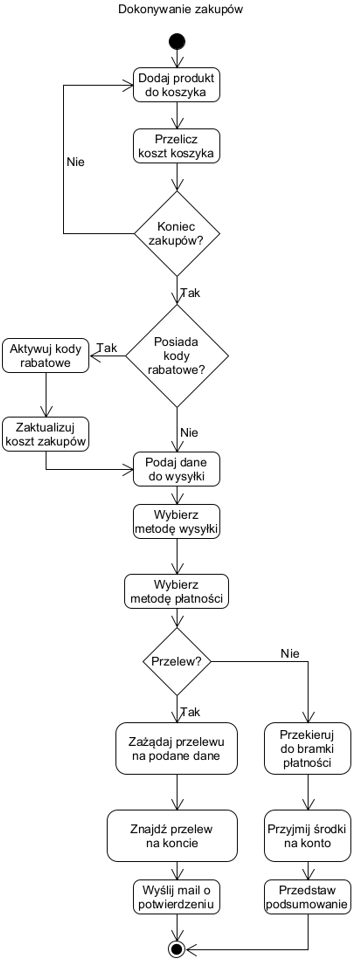 Dokonywanie zakupów
Dodaj produkt
do koszyka
Przelicz
koszt koszyka
Nie
Koniec
zakupów?
Tak
Posiada
kody
rabatowe?
Tak
Aktywuj kody
rabatowe
Zaktualizuj
koszt zakupów
Nie
Podaj dane
do wysyłki
Wybierz
metodę wysyłki
Wybierz
metodę płatności
Przelew?
Nie
Tak
Zażądaj przelewu
na podane dane
Przekieruj
do bramki
płatności
Znajdź przelew
na koncie
Przyjmij środki
na konto
Wyślij mail o
potwierdzeniu
Przedstaw
podsumowanie